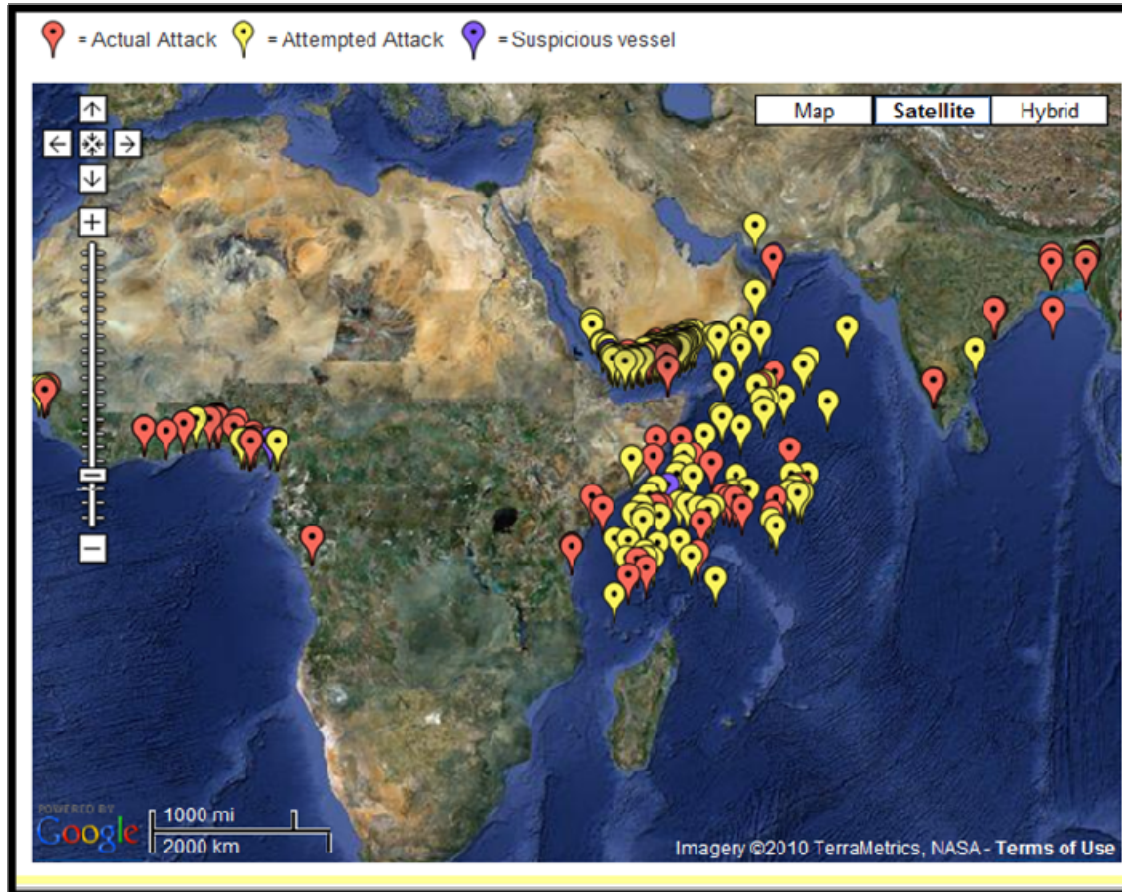 = Actual Attack = Attempted Attack = Suspicious vessel
Map Satellite Hybrid
POWERED BY
Google
1000 mi
2000 km
Imagery ©2010 TerraMetrics, NASA - Terms of Use